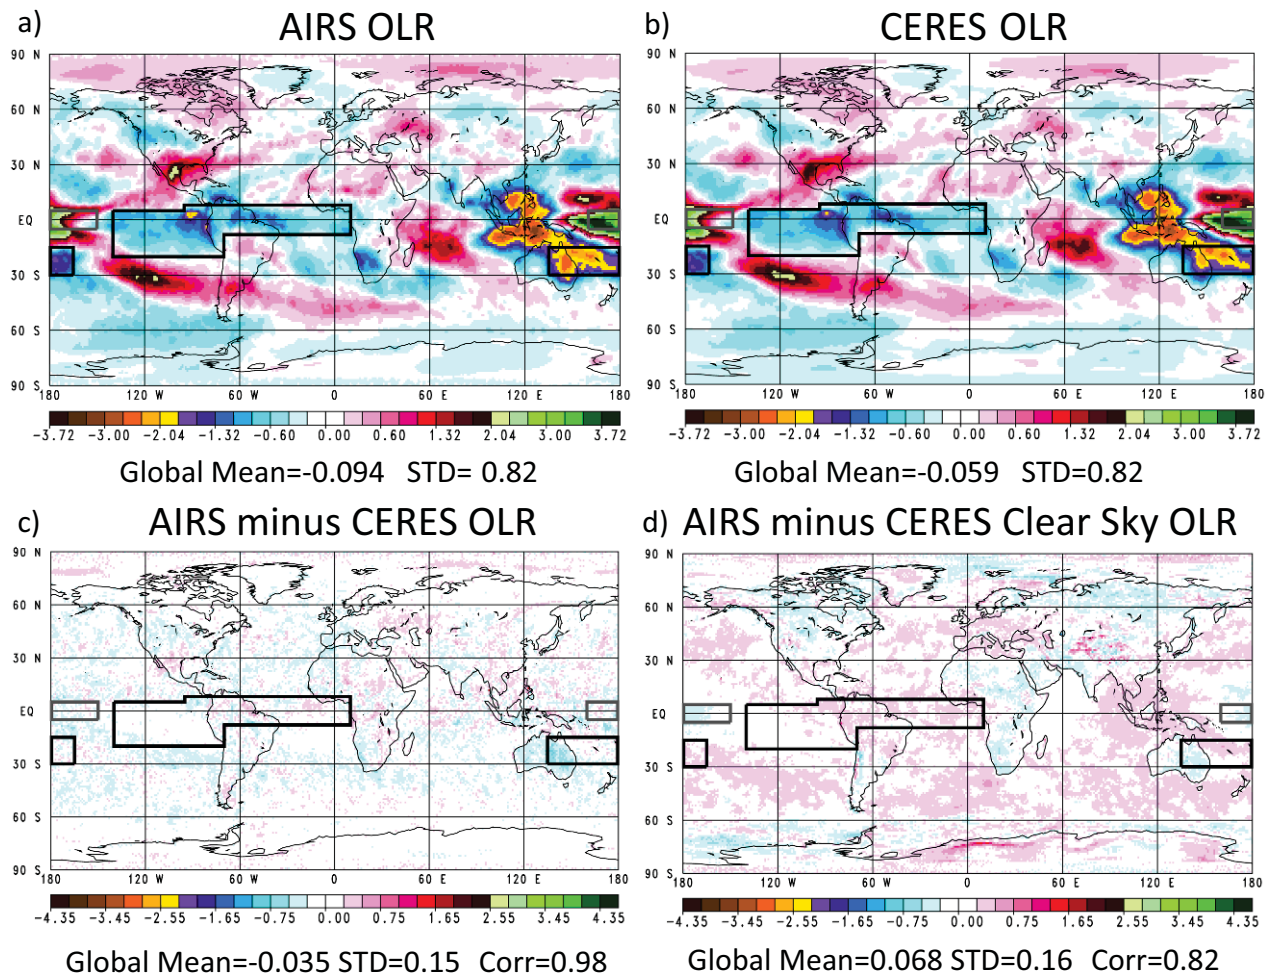 a) AIRS OLR
b) CERES OLR
90 N
60 N
30 N
EQ
30 S
60 S
90 S
180 120 W 60 W 0 60 E 120 E 180
-3.72 -3.00 -2.04 -1.32 -0.60 0.00 0.60 1.32 2.04 3.00 3.72
Global Mean=-0.094 STD= 0.82
90 N
60 N
30 N
EQ
30 S
60 S
90 S
180 120 W 60 W 0 60 E 120 E 180
-3.72 -3.00 -2.04 -1.32 -0.60 0.00 0.60 1.32 2.04 3.00 3.72
Global Mean=-0.059 STD=0.82
c) AIRS minus CERES OLR
d) AIRS minus CERES Clear Sky OLR
90 N
60 N
30 N
EQ
30 S
60 S
90 S
180 120 W 60 W 0 60 E 120 E 180
-4.35 -3.45 -2.55 -1.65 -0.75 0.00 0.75 1.65 2.55 3.45 4.35
Global Mean=-0.035 STD=0.15 Corr=0.98
90 N
60 N
30 N
EQ
30 S
60 S
90 S
180 120 W 60 W 0 60 E 120 E 180
-4.35 -3.45 -2.55 -1.65 -0.75 0.00 0.75 1.65 2.55 3.45 4.35
Global Mean=0.068 STD=0.16 Corr=0.82